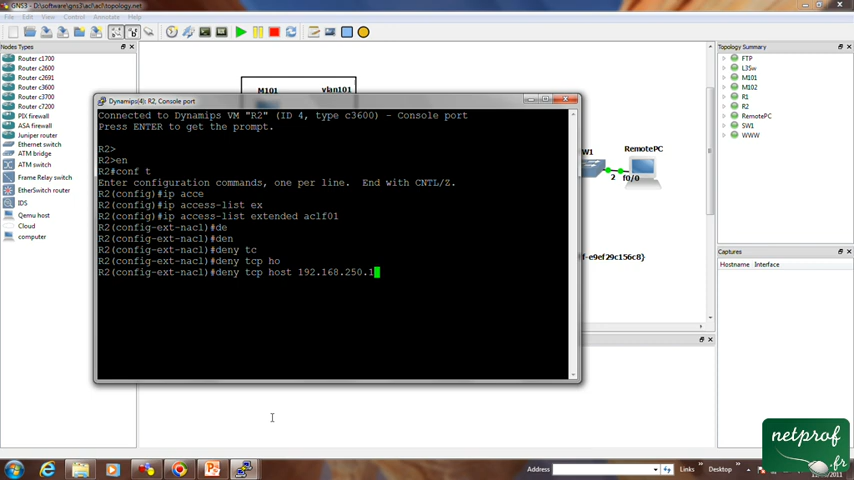 GNS3 - D:\software\gns3\acl\acl\topology.net
File Edit View Control Annotate Help
Nodes Types
Router c1700
Router c2600
Router c2691
Router c3600
Router c3700
Router c7200
PIX firewall
ASA firewall
Juniper router
Ethernet switch
ATM bridge
ATM switch
Frame Relay switch
EtherSwitch router
IDS
Qemu host
Cloud
computer
M101
vlan101
Dynamips(4): R2, Console port
Connected to Dynamips VM "R2" (ID 4, type c3600) - Console port
Press ENTER to get the prompt.
R2>
R2>en
R2#conf t
Enter configuration commands, one per line.  End with CNTL/Z.
R2(config)#ip acce
R2(config)#ip access-list ex
R2(config)#ip access-list extended aclf01
R2(config-ext-nacl)#de
R2(config-ext-nacl)#den
R2(config-ext-nacl)#deny tc
R2(config-ext-nacl)#deny tcp ho
R2(config-ext-nacl)#deny tcp host 192.168.250.1
W1
RemotePC
2 f0/0
f-e9ef29c156c8}
Topology Summary
FTP
L3Sw
M101
M102
R1
R2
RemotePC
SW1
WWW
Captures
Hostname Interface
netprof
.fr
Address
Links
Desktop